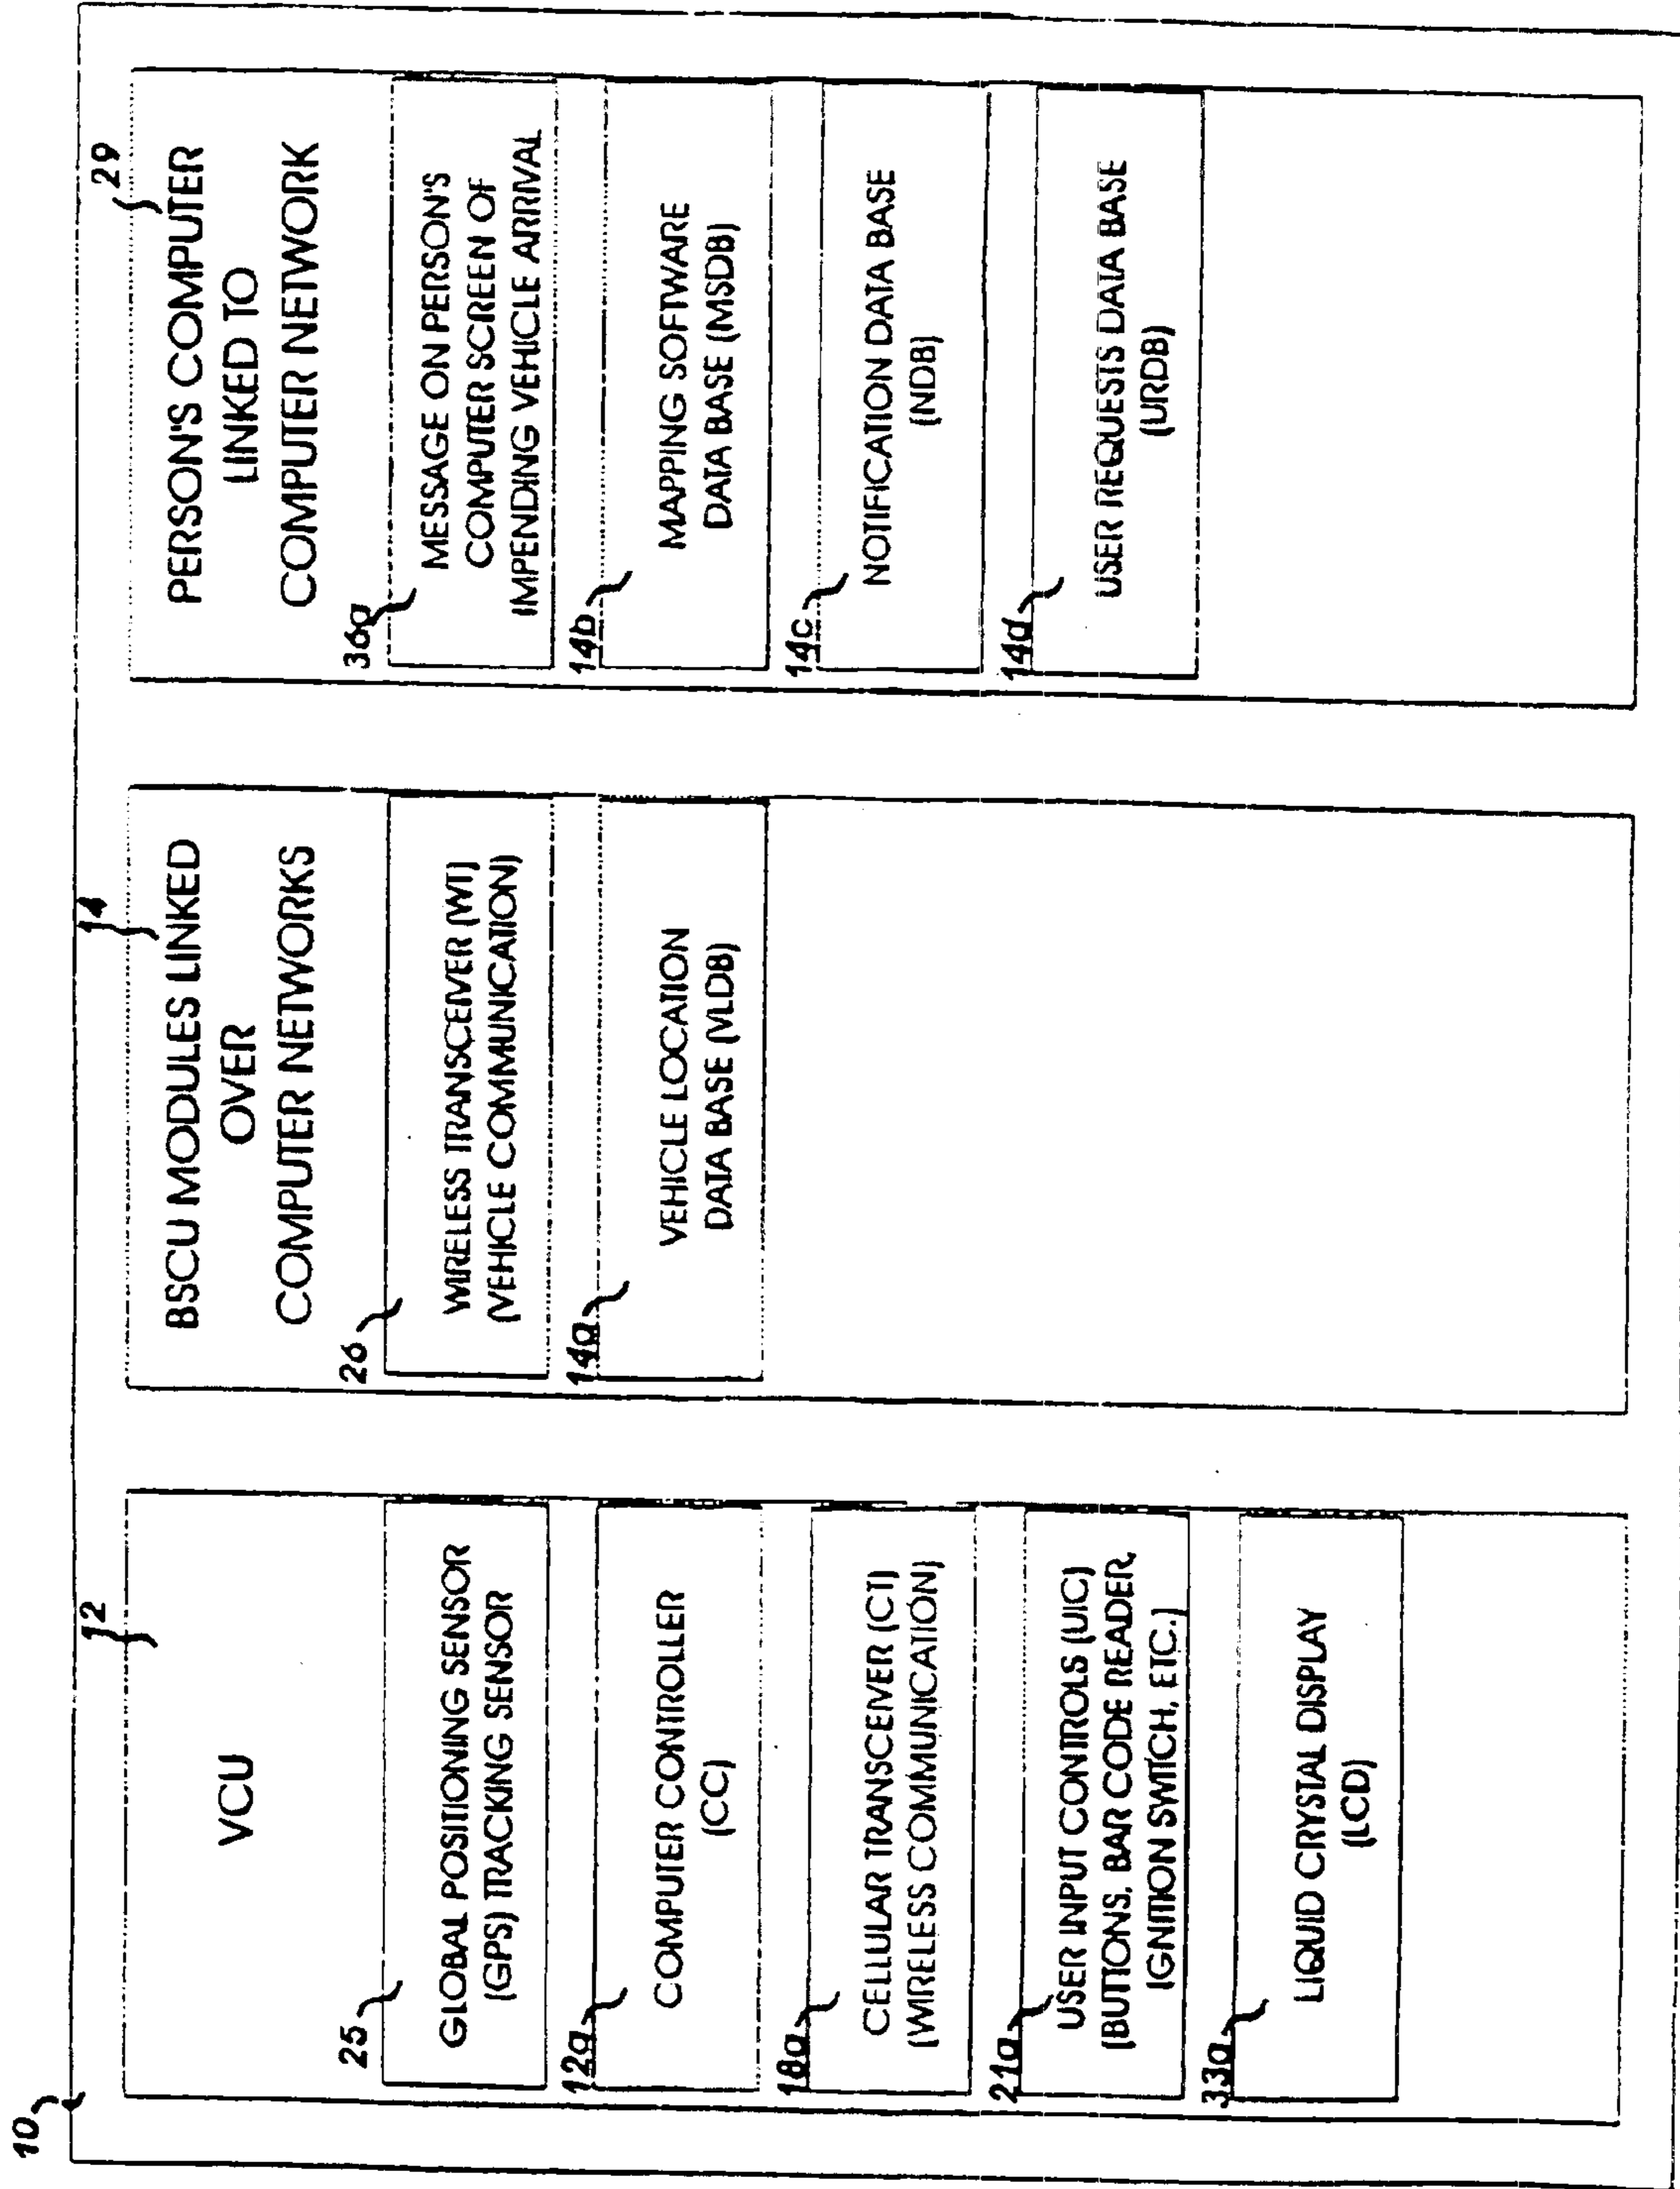 10
12
VCU
25
GLOBAL POSITIONING SENSOR
(GPS) TRACKING SENSOR
12a
COMPUTER CONTROLLER
(CC)
18a
CELLULAR TRANSCEIVER (CT)
(WIRELESS COMMUNICATION)
21a
USER INPUT CONTROLS (UIC)
(BUTTONS, BAR CODE READER,
IGNITION SWITCH, ETC.)
33a
LIQUID CRYSTAL DISPLAY
(LCD)
14
BSCU MODULES LINKED
OVER
COMPUTER NETWORKS
26
WIRELESS TRANSCEIVER (WT)
(VEHICLE COMMUNICATION)
14a
VEHICLE LOCATION
DATA BASE (VLDB)
29
PERSON'S COMPUTER
LINKED TO
COMPUTER NETWORK
36a
MESSAGE ON PERSON'S
COMPUTER SCREEN OF
IMPENDING VEHICLE ARRIVAL
14b
MAPPING SOFTWARE
DATA BASE (MSDB)
14c
NOTIFICATION DATA BASE
(NDB)
14d
USER REQUESTS DATA BASE
(URDB)